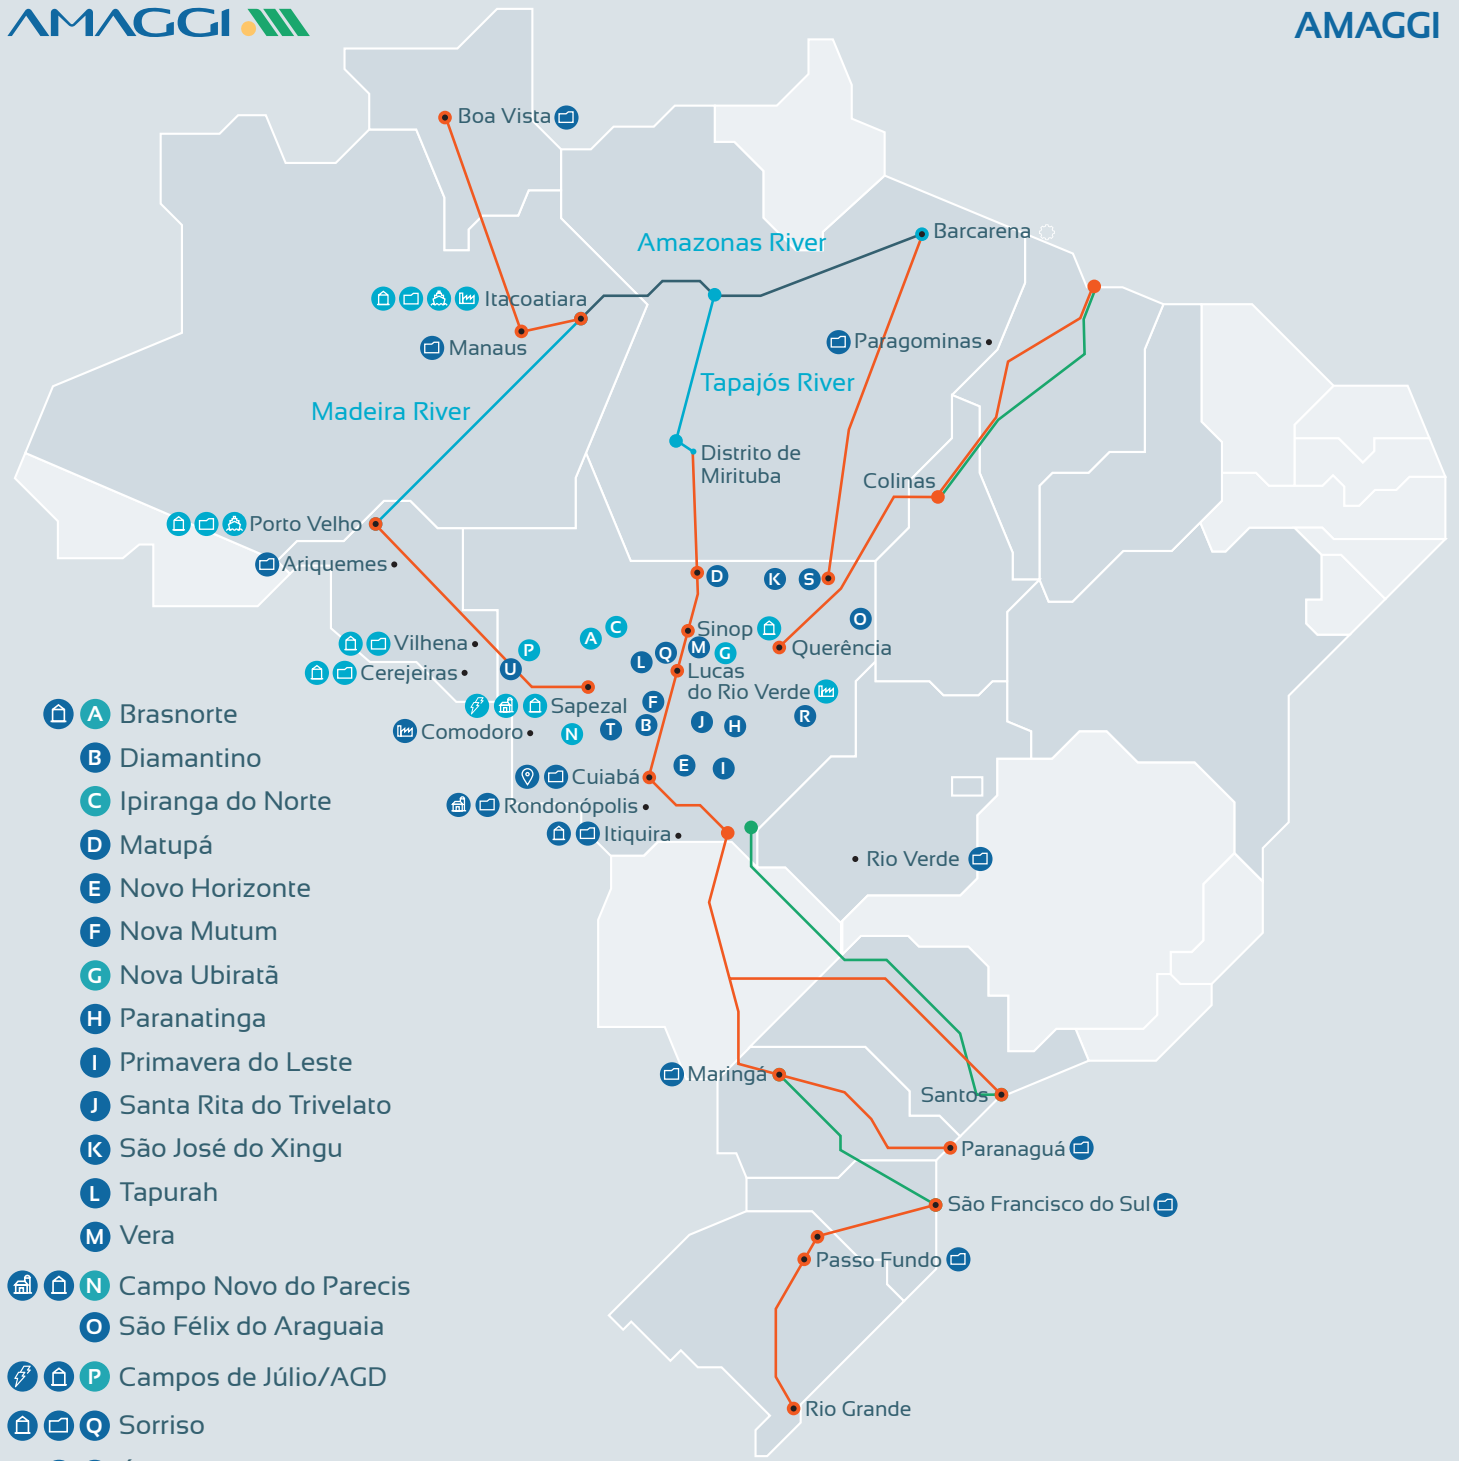 AMAGGI
AMAGGI
Boa Vista
Amazonas River
Barcarena
Itacoatiara
Manaus
Paragominas
Tapajós River
Madeira River
Distrito de
Mirituba
Colinas
Porto Velho
Ariquemes
D
K
S
O
Sinop
C
A
M
Q
G
L
P
U
Vilhena
Querência
Cerejeiras
Lucas
do Rio Verde
Sapezal
F
R
B
J
H
T
N
Comodoro
E
I
Cuiabá
Rondonópolis
Itiquira
Rio Verde
Maringá
Santos
Paranaguá
São Francisco do Sul
Passo Fundo
Rio Grande
A Brasnorte
B Diamantino
C Ipiranga do Norte
D Matupá
E Novo Horizonte
F Nova Mutum
G Nova Ubiratã
H Paranatinga
I Primavera do Leste
J Santa Rita do Trivelato
K São José do Xingu
L Tapurah
M Vera
N Campo Novo do Parecis
O São Félix do Araguaia
P Campos de Júlio/AGD
Q Sorriso